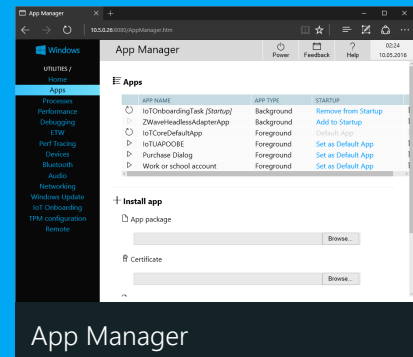 App Manager
10.5.0.26:8080/AppManager.htm
Windows
App Manager
Power
Feedback
Help
02:24
10.05.2016
UTILITIES /
Home
Apps
Processes
Performance
Debugging
ETW
Perf Tracing
Devices
Bluetooth
Audio
Networking
Windows Update
IoT Onboarding
TPM configuration
Remote
Apps
APP NAME APP TYPE STARTUP
IoTOnboardingTask [Startup] Background Remove from Startup
ZWaveHeadlessAdapterApp Background Add to Startup
IoTCoreDefaultApp Foreground Default App
IoTUAPOOBE Foreground Set as Default App
Purchase Dialog Foreground Set as Default App
Work or school account Foreground Set as Default App
Install app
App package
Browse...
Certificate
Browse...
App Manager